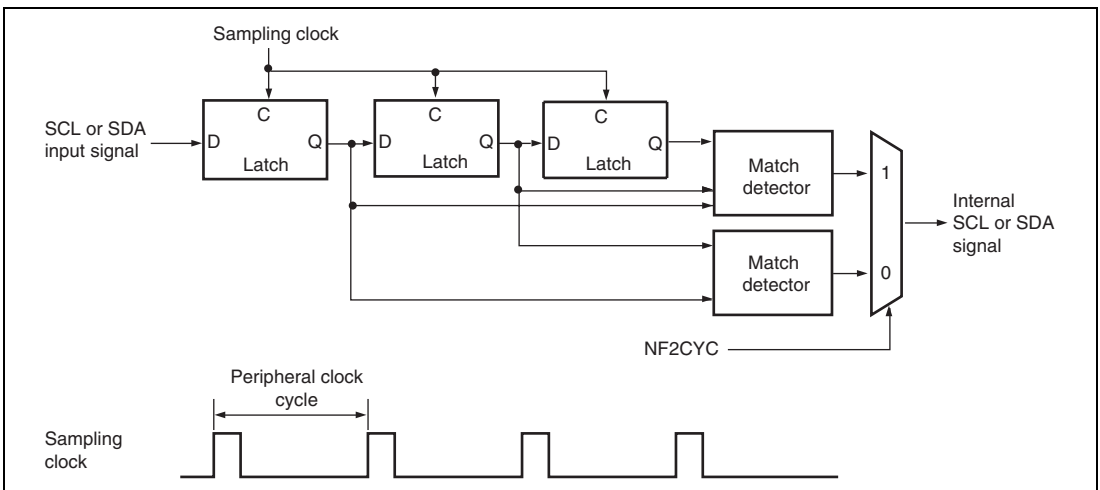 Sampling clock
SCL or SDA
input signal
C
D
Q
Latch
C
D
Q
Latch
C
D
Q
Latch
Match
detector
Match
detector
1
0
Internal
SCL or SDA
signal
NF2CYC
Peripheral clock
cycle
Sampling
clock